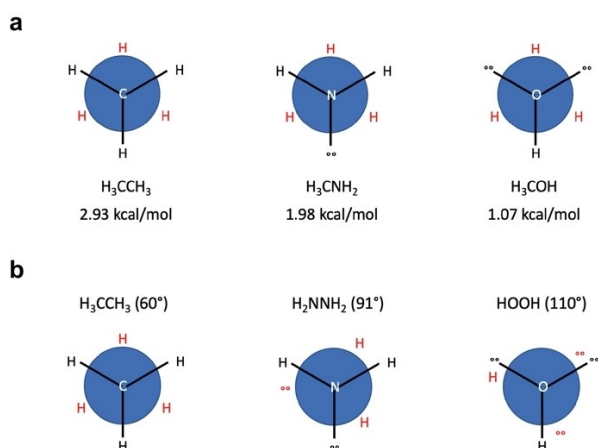 a
H H H
H H H
H H
C N O
H H H H H H
H H
H₃CCH₃ H₃CNH₂ H₃COH
2.93 kcal/mol 1.98 kcal/mol 1.07 kcal/mol
b
H₃CCH₃ (60°) H₂NNH₂ (91°) HOOH (110°)
H H
H H H H
H
C N O
H H H
H H